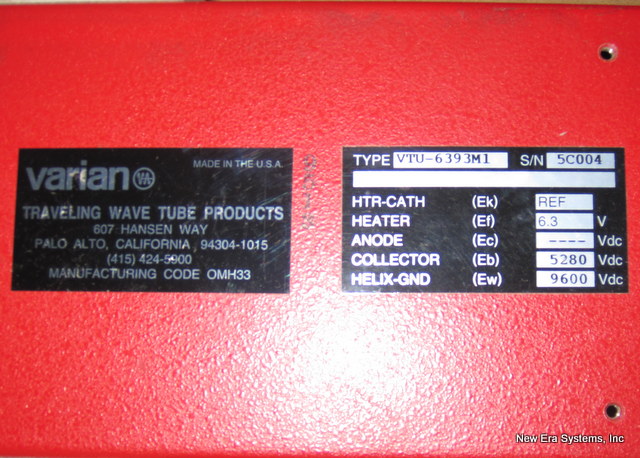 varian VA
MADE IN THE U.S.A.
TRAVELING WAVE TUBE PRODUCTS
607 HANSEN WAY
PALO ALTO, CALIFORNIA 94304-1015
(415) 424-5900
MANUFACTURING CODE OMH33
TYPE VTU-6393M1 S/N 5C004
HTR-CATH (Ek) REF
HEATER (Ef) 6.3 V
ANODE (Ec) ---- Vdc
COLLECTOR (Eb) 5280 Vdc
HELIX-GND (Ew) 9600 Vdc
New Era Systems, Inc